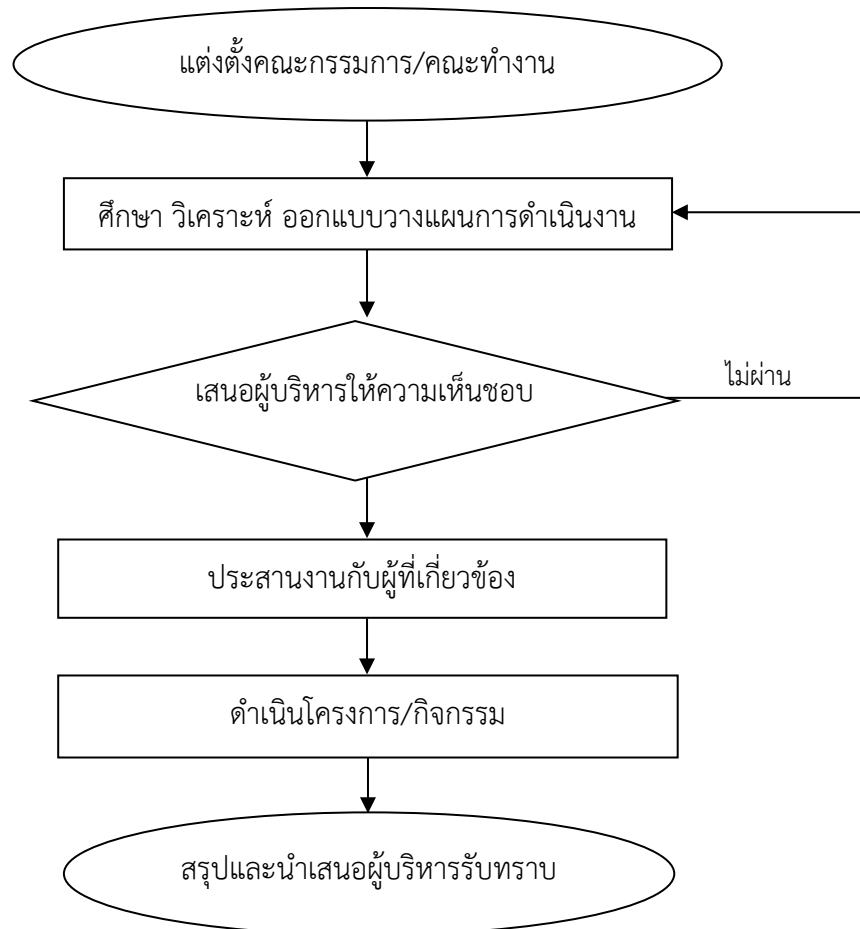 แต่งตั้งคณะกรรมการ/คณะทำงาน
ศึกษา วิเคราะห์ ออกแบบวางแผนการดำเนินงาน
เสนอผู้บริหารให้ความเห็นชอบ
ไม่ผ่าน
ประสานงานกับผู้ที่เกี่ยวข้อง
ดำเนินโครงการ/กิจกรรม
สรุปและนำเสนอผู้บริหารรับทราบ